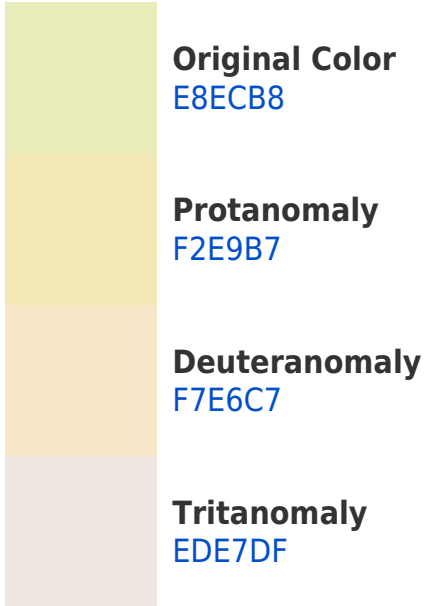 Original Color
E8ECB8
Protanomaly
F2E9B7
Deuteranomaly
F7E6C7
Tritanomaly
EDE7DF